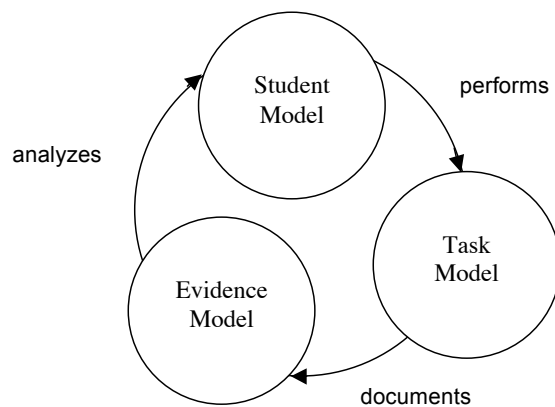 Student
Model
performs
analyzes
Task
Model
Evidence
Model
documents